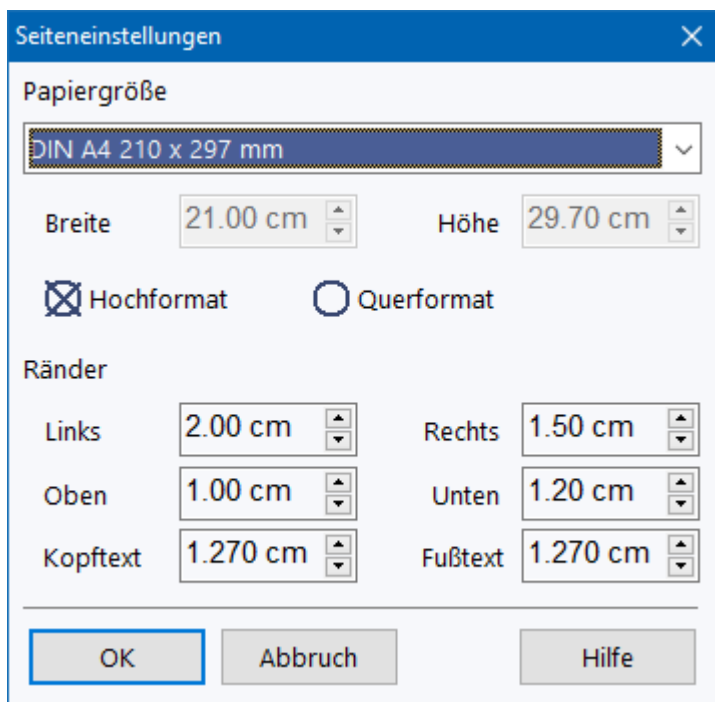 Seiteneinstellungen
Papiergröße
DIN A4 210 x 297 mm
Breite 21.00 cm Höhe 29.70 cm
Hochformat Querformat
Ränder
Links 2.00 cm Rechts 1.50 cm
Oben 1.00 cm Unten 1.20 cm
Kopftext 1.270 cm Fußtext 1.270 cm
OK Abbruch Hilfe